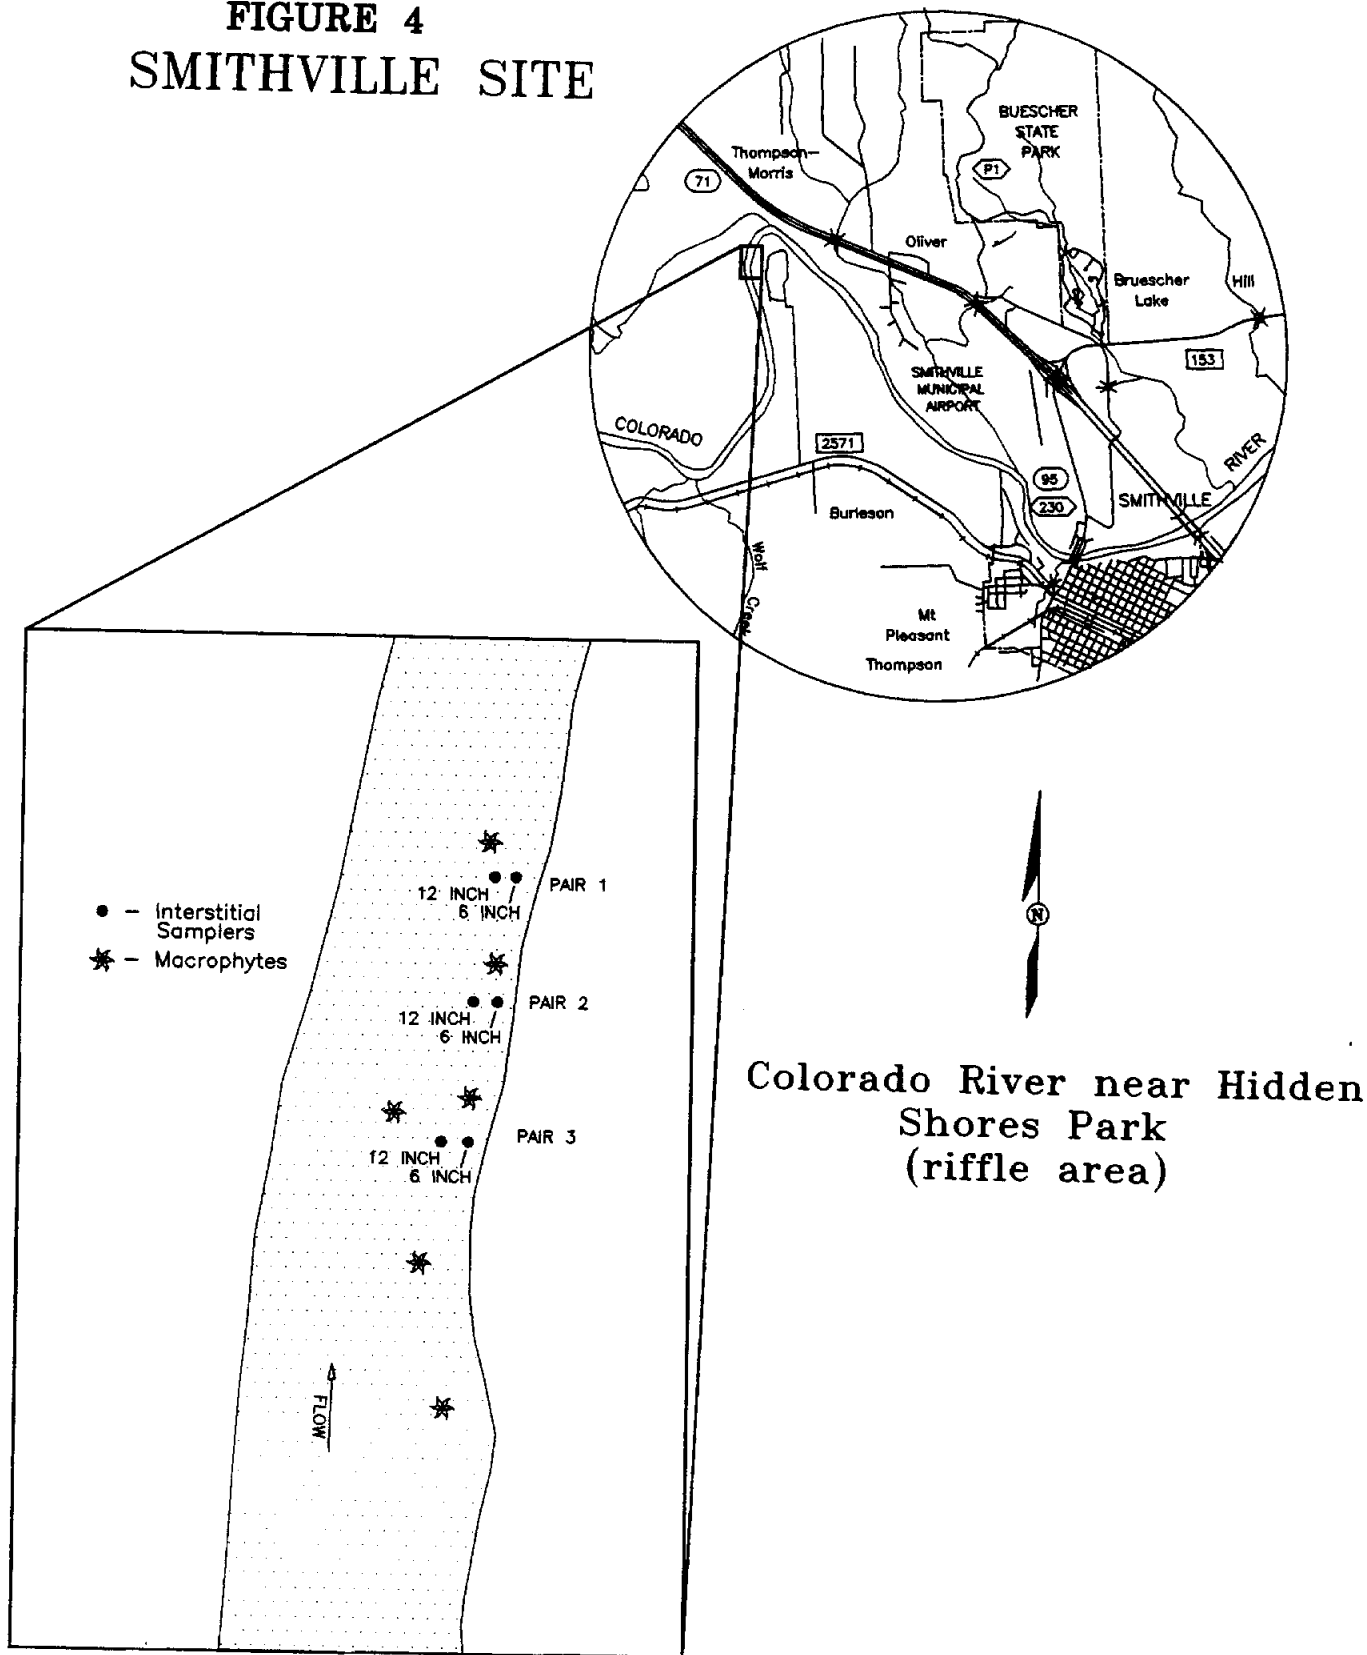 FIGURE 4
SMITHVILLE SITE
BUESCHER
STATE
PARK
P1
Thompson-
Morris
71
Oliver
Bruescher
Lake
Hill
153
SMITHVILLE
MUNICIPAL
AIRPORT
COLORADO
2571
RIVER
95
230
SMITHVILLE
Burleson
Wolf
Creek
Mt
Pleasant
Thompson
PAIR 1
12 INCH
6 INCH
● - Interstitial
Samplers
- Macrophytes
PAIR 2
12 INCH
6 INCH
PAIR 3
12 INCH
6 INCH
FLOW
N
Colorado River near Hidden
Shores Park
(riffle area)